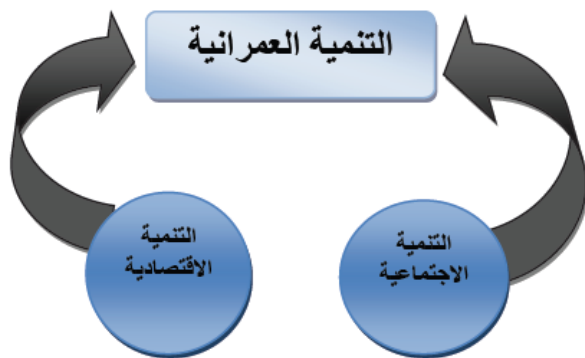 التنمية العمرانية
التنمية
الاجتماعية
التنمية
الاقتصادية